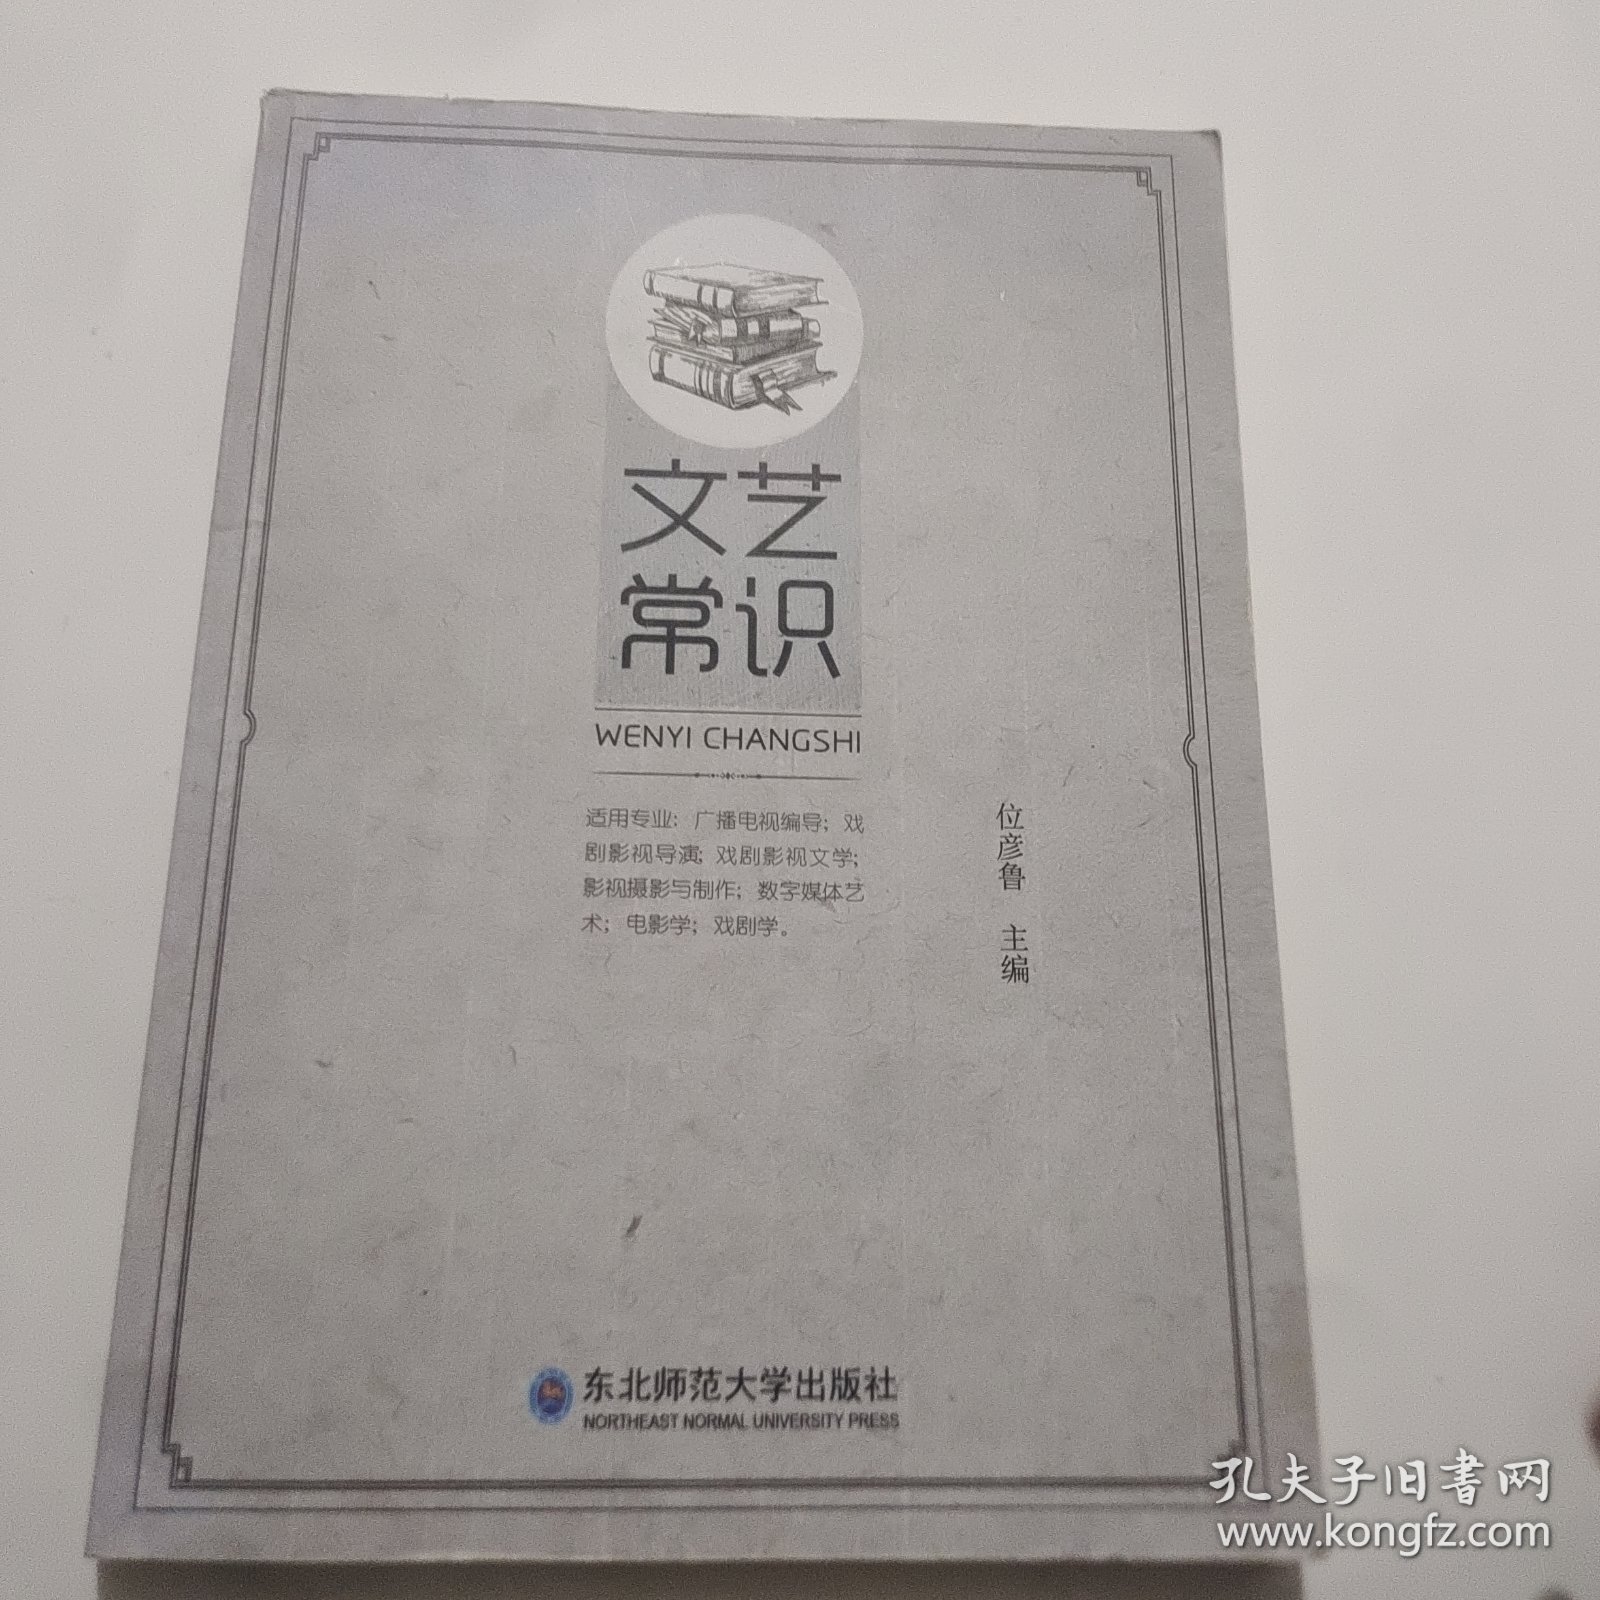 文艺
常识
WENYI CHANGSHI
适用专业：广播电视编导；戏
剧影视导演；戏剧影视文学；
影视摄影与制作；数字媒体艺
术；电影学；戏剧学。
位彦鲁 主编
东北师范大学出版社
NORTHEAST NORMAL UNIVERSITY PRESS
孔夫子旧书网
www.kongfz.com